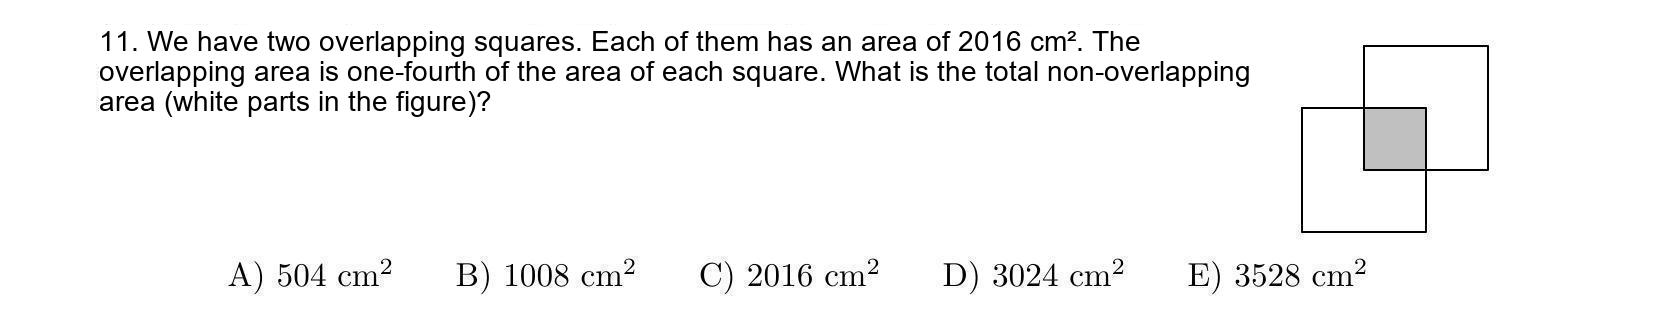 11. We have two overlapping squares. Each of them has an area of 2016 cm². The
overlapping area is one-fourth of the area of each square. What is the total non-overlapping
area (white parts in the figure)?
A) 504 cm² B) 1008 cm² C) 2016 cm² D) 3024 cm² E) 3528 cm²